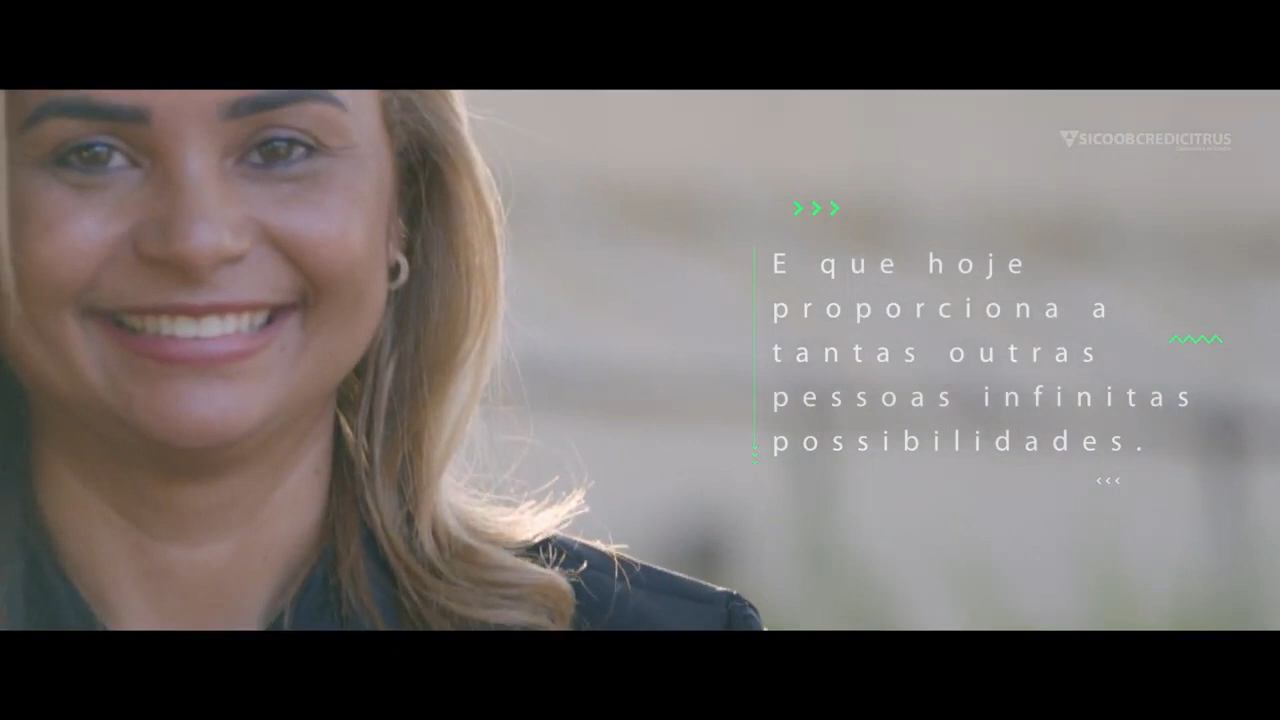 SICOOBCREDICITRUS
E que hoje
proporciona a
tantas outras
pessoas infinitas
possibilidades.